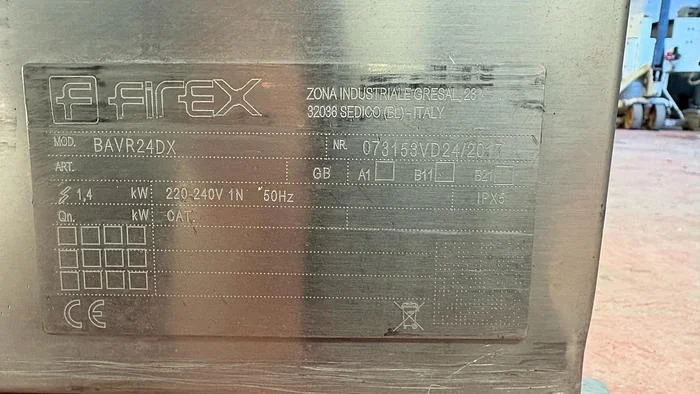 F FIREX
ZONA INDUSTRIALE GRESAL, 28
32036 SEDICO (BL) - ITALY
MOD. BAVR24DX NR. 073153VD24/2017
ART. GB A1 B11 B21
1,4 kW 220-240V 1N ~ 50Hz IPX5
Qn. kW CAT.
CE